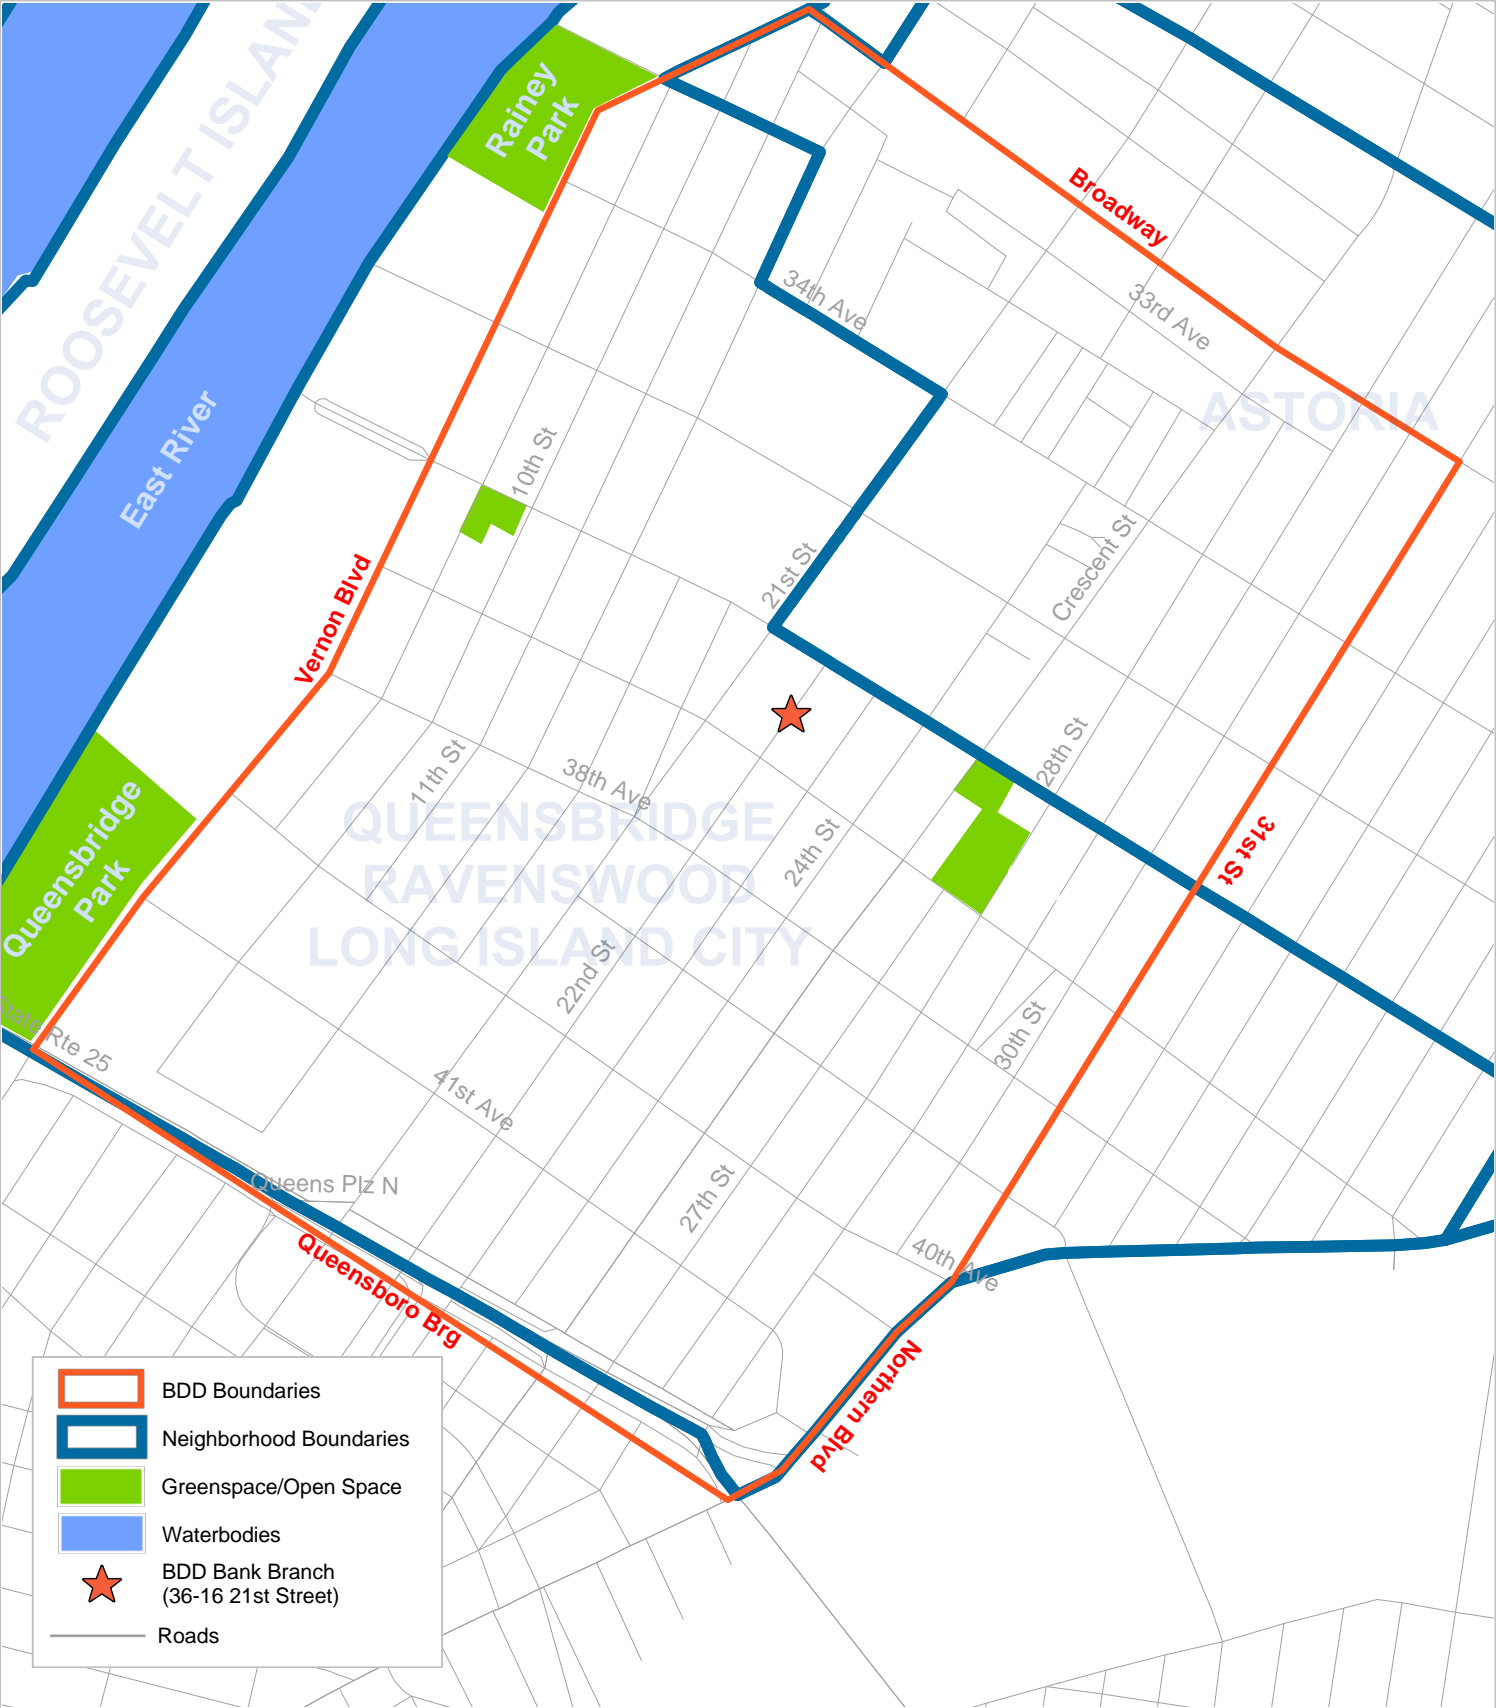 ROOSEVELT ISLAND
Rainey
Park
Broadway
34th Ave
33rd Ave
ASTORIA
East River
10th St
Vernon Blvd
21st St
Crescent St
11th St
38th Ave
28th St
Queensbridge
Park
QUEENSBRIDGE
RAVENSWOOD
LONG ISLAND CITY
24th St
31st St
22nd St
State Rte 25
30th St
41st Ave
Queens Plz N
27th St
Queensboro Brg
40th Ave
Northern Blvd
BDD Boundaries
Neighborhood Boundaries
Greenspace/Open Space
Waterbodies
BDD Bank Branch
(36-16 21st Street)
Roads